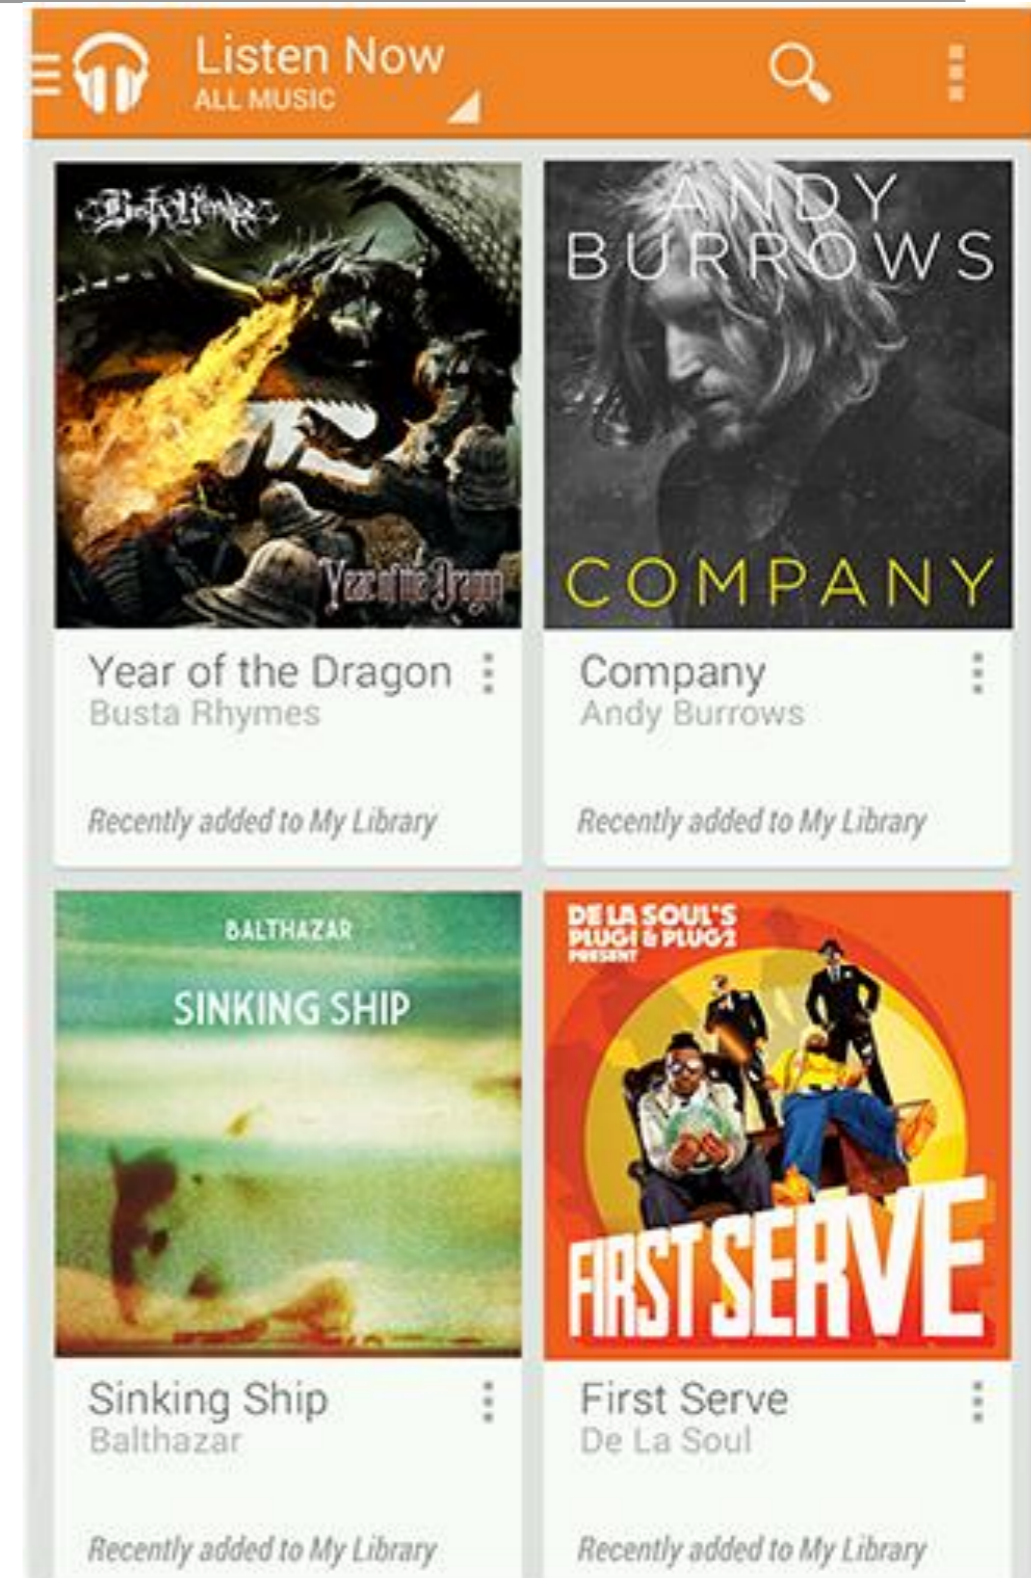 Listen Now
ALL MUSIC
Busta Rhymes
Year of the Dragon
ANDY
BURROWS
COMPANY
Year of the Dragon
Busta Rhymes
Recently added to My Library
Company
Andy Burrows
Recently added to My Library
BALTHAZAR
SINKING SHIP
DE LA SOUL'S
PLUG1 & PLUG2
PRESENT
FIRST SERVE
Sinking Ship
Balthazar
Recently added to My Library
First Serve
De La Soul
Recently added to My Library